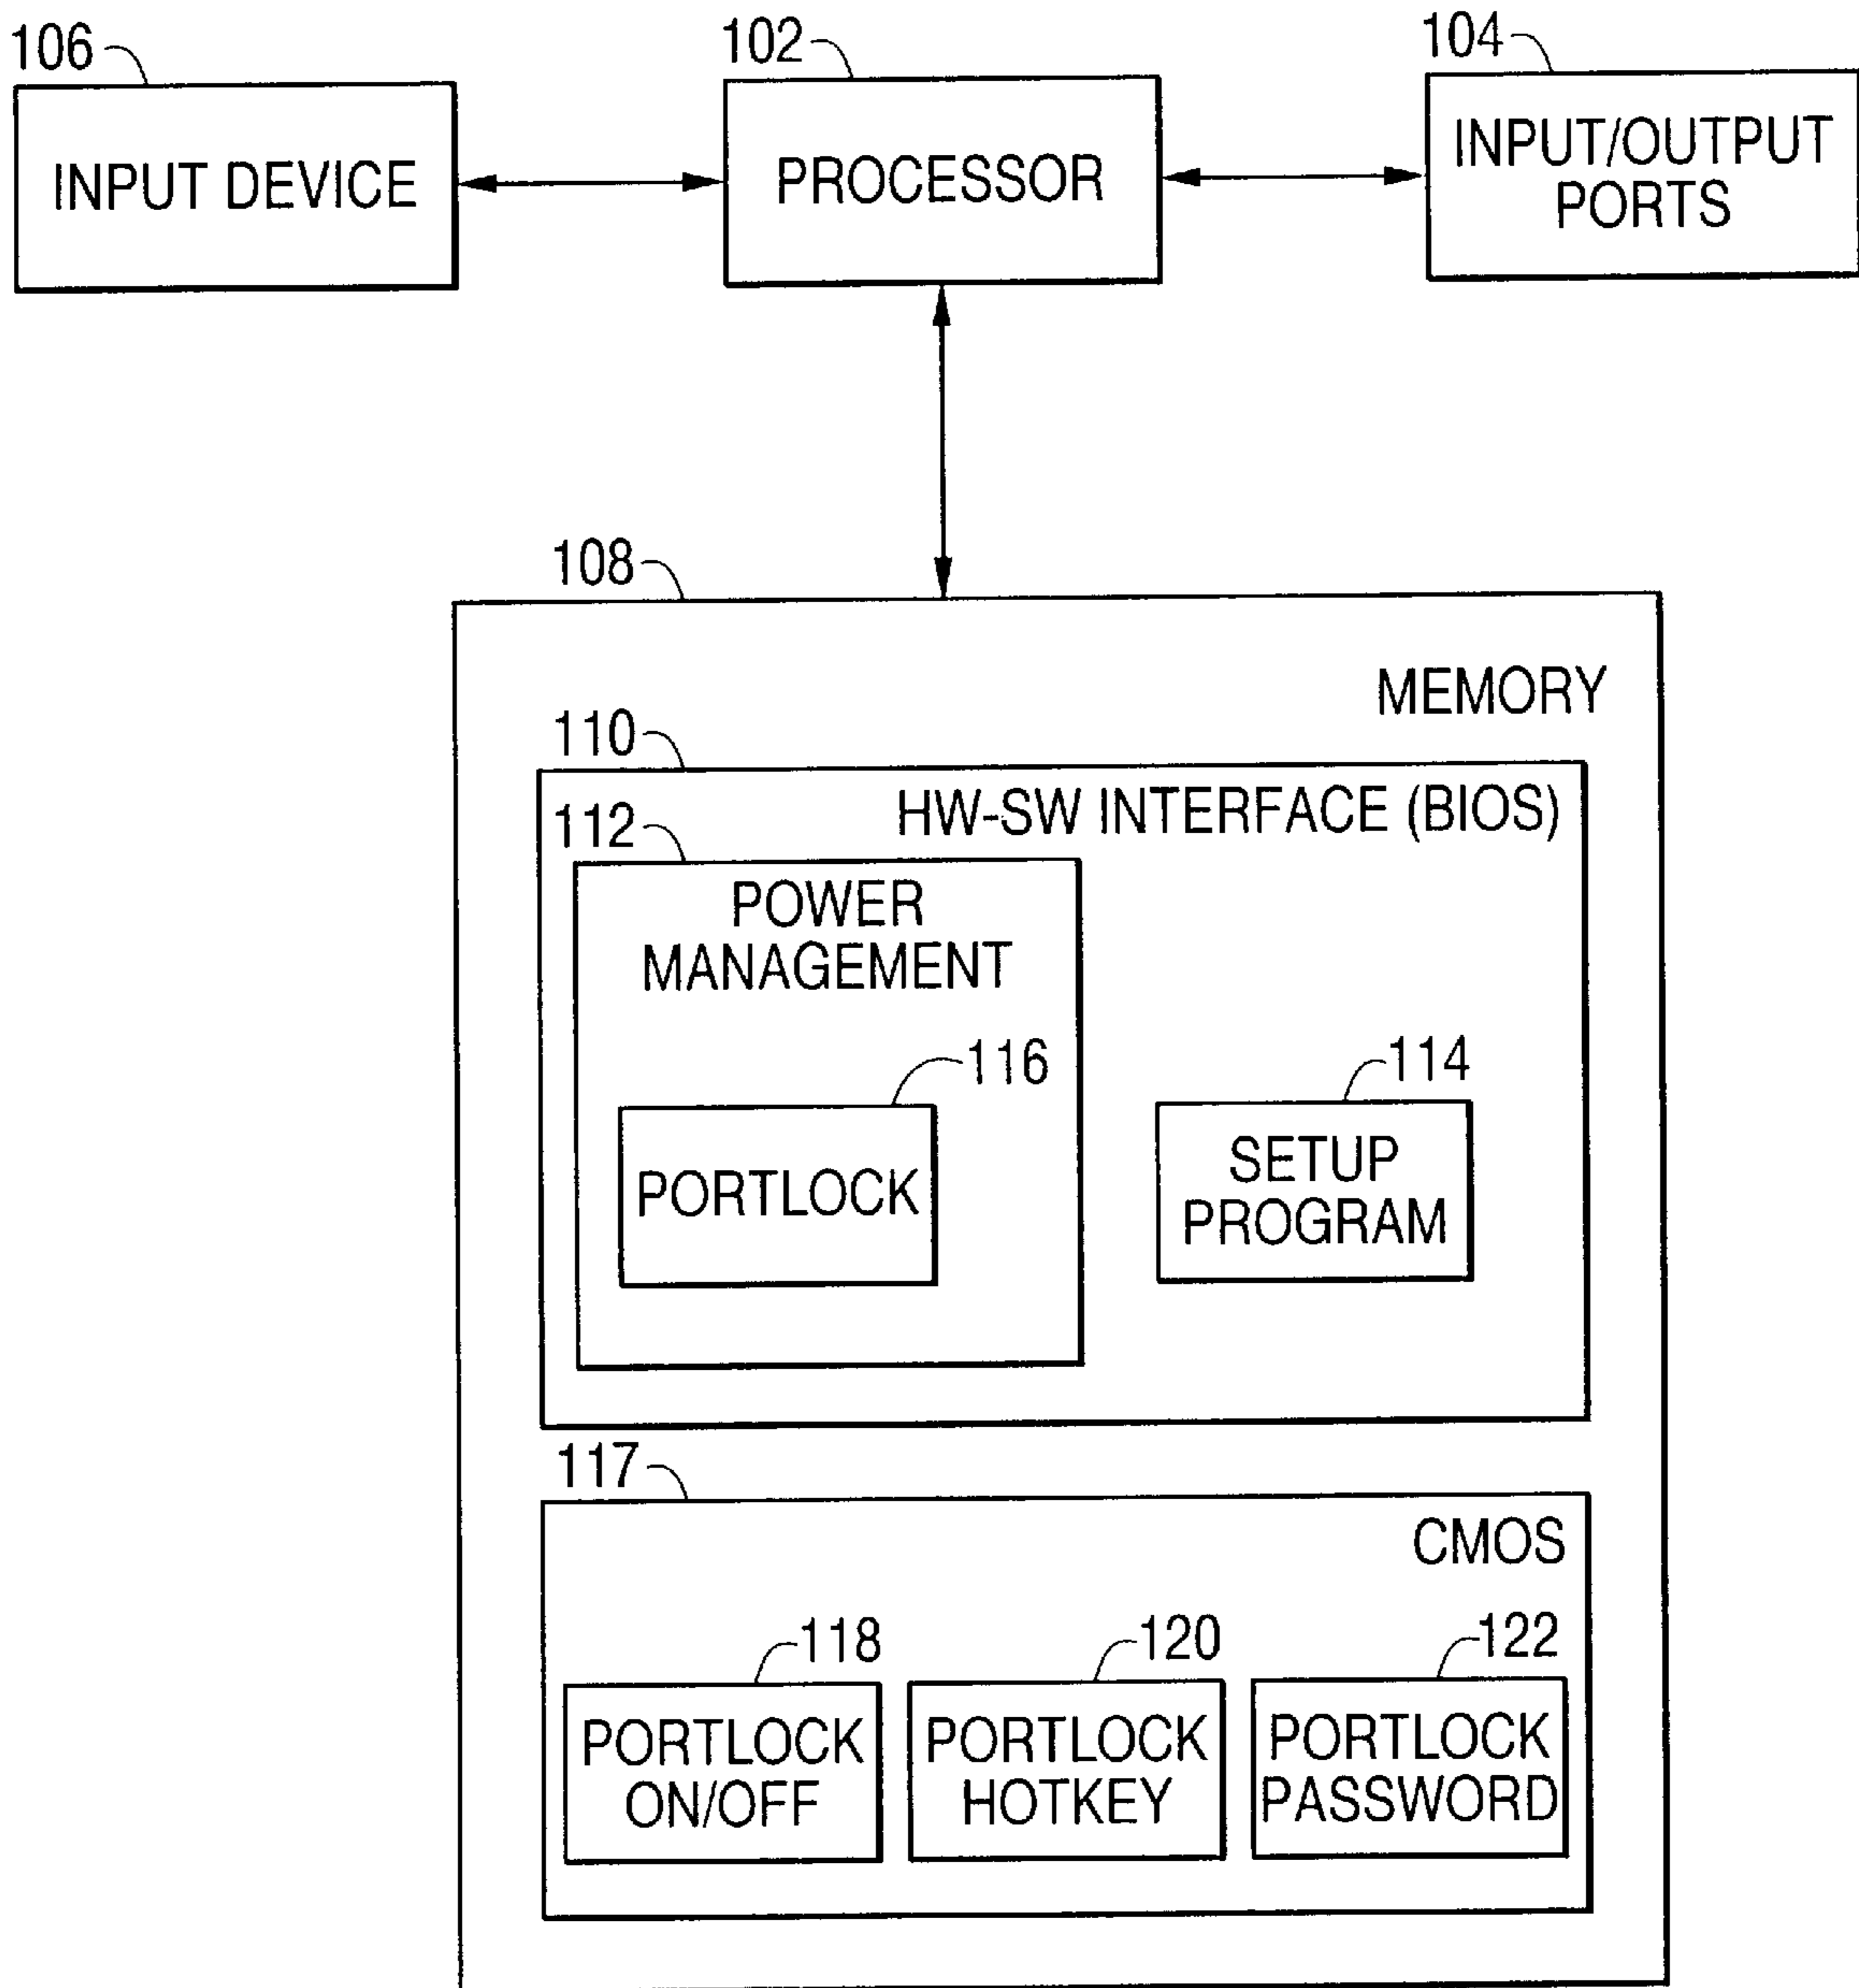 106
102
104
INPUT DEVICE
PROCESSOR
INPUT/OUTPUT
PORTS
108
MEMORY
110
HW-SW INTERFACE (BIOS)
112
POWER
MANAGEMENT
116
PORTLOCK
114
SETUP
PROGRAM
117
CMOS
118
PORTLOCK
ON/OFF
120
PORTLOCK
HOTKEY
122
PORTLOCK
PASSWORD